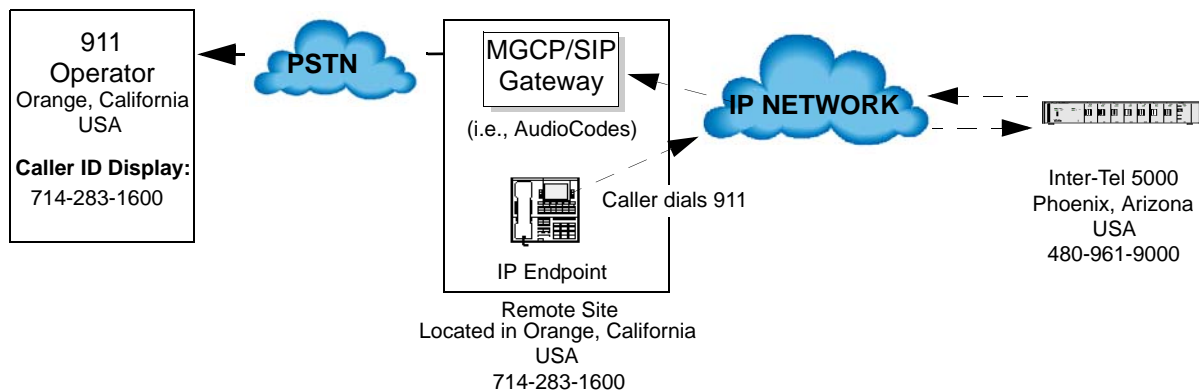 911
Operator
Orange, California
USA
Caller ID Display:
714-283-1600
PSTN
MGCP/SIP
Gateway
(i.e., AudioCodes)
IP NETWORK
Caller dials 911
IP Endpoint
Remote Site
Located in Orange, California
USA
714-283-1600
Inter-Tel 5000
Phoenix, Arizona
USA
480-961-9000